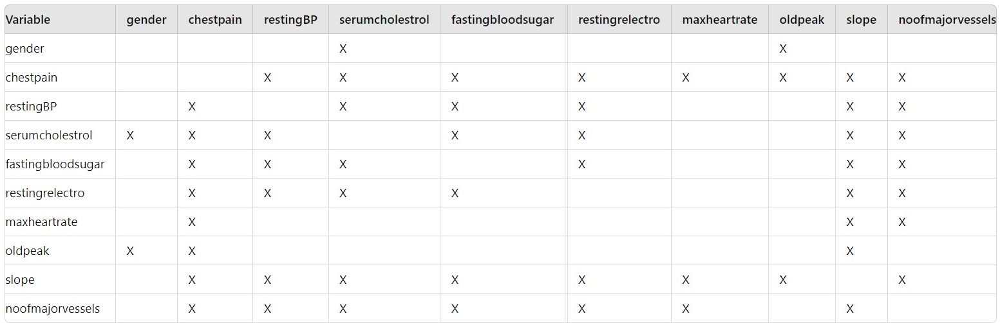 Variable gender chestpain restingBP serumcholestrol fastingbloodsugar restingrelectro maxheartrate oldpeak slope noofmajorvessels
gender X X
chestpain X X X X X X X X
restingBP X X X X X X
serumcholestrol X X X X X X X
fastingbloodsugar X X X X X X
restingrelectro X X X X X X
maxheartrate X X X
oldpeak X X X
slope X X X X X X X X
noofmajorvessels X X X X X X X